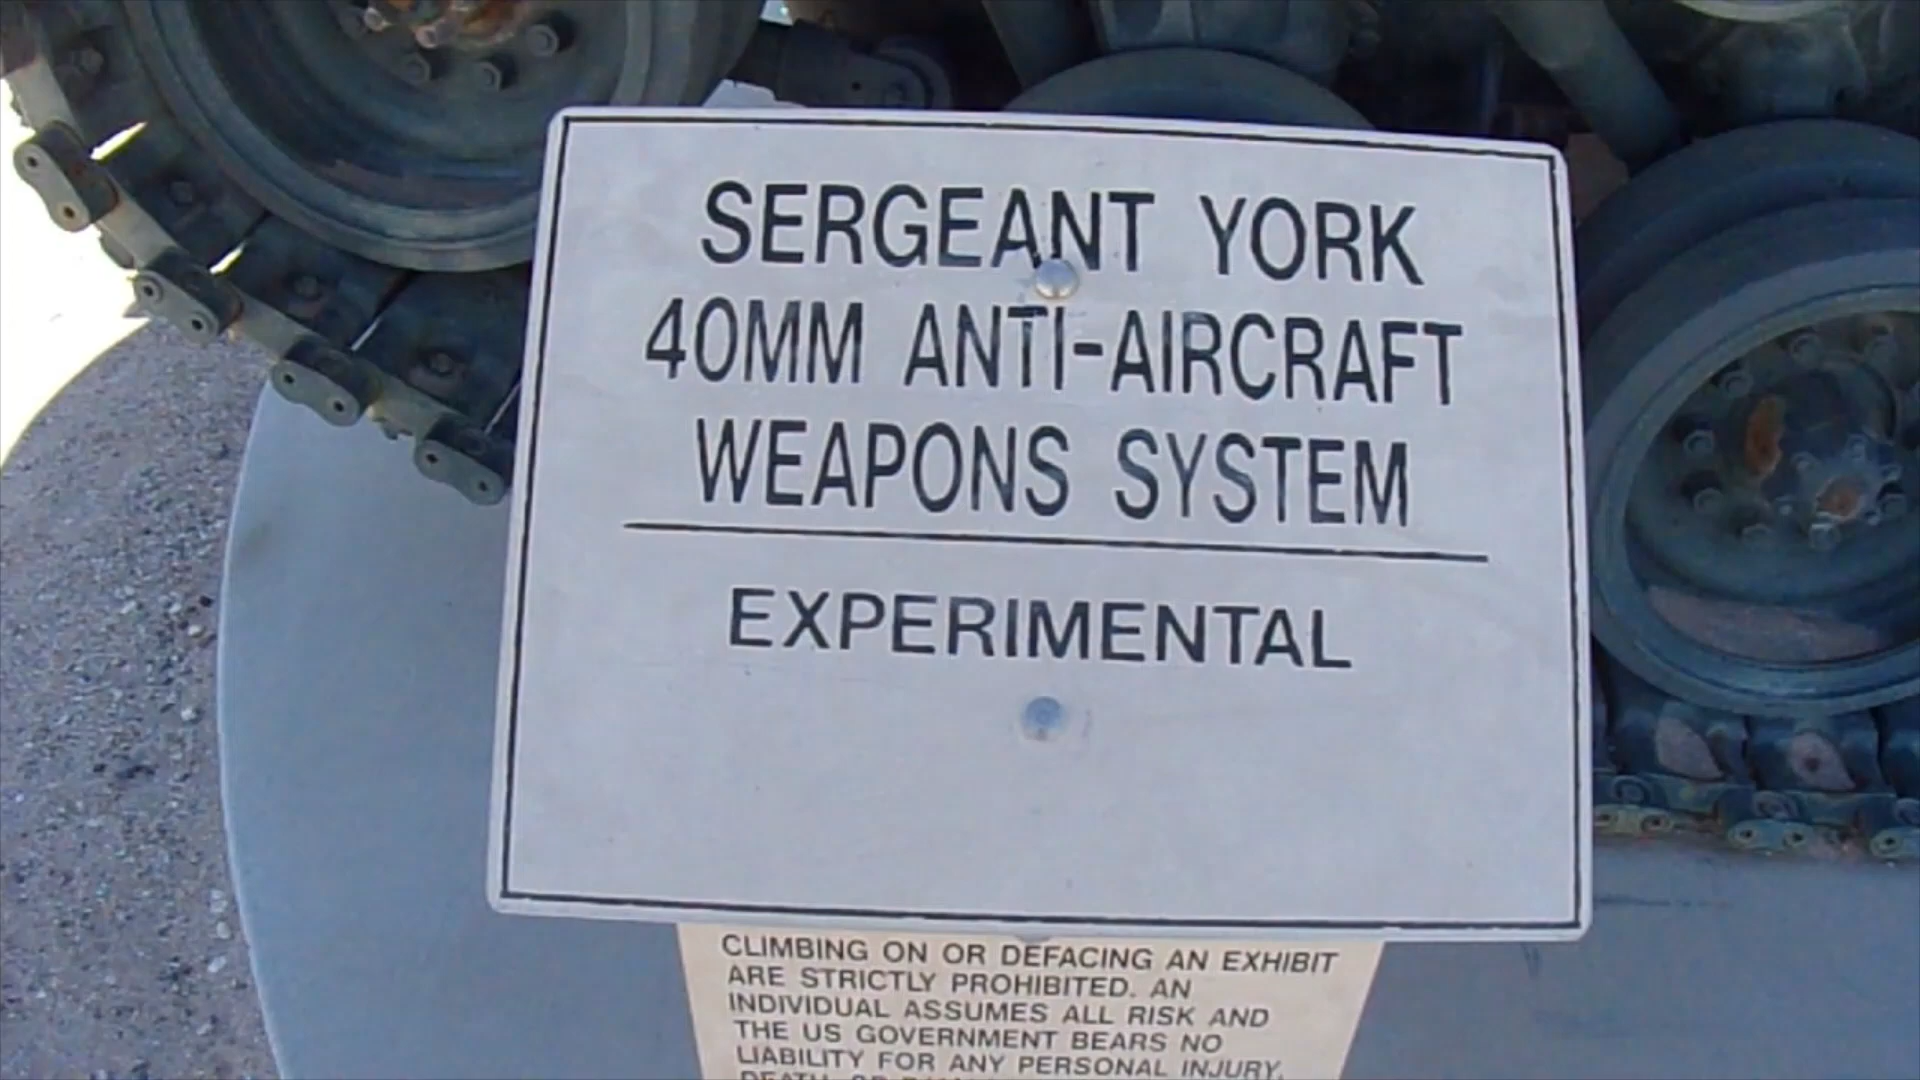 SERGEANT YORK
40MM ANTI-AIRCRAFT
WEAPONS SYSTEM
EXPERIMENTAL
CLIMBING ON OR DEFACING AN EXHIBIT
ARE STRICTLY PROHIBITED. AN
INDIVIDUAL ASSUMES ALL RISK AND
THE US GOVERNMENT BEARS NO
LIABILITY FOR ANY PERSONAL INJURY,